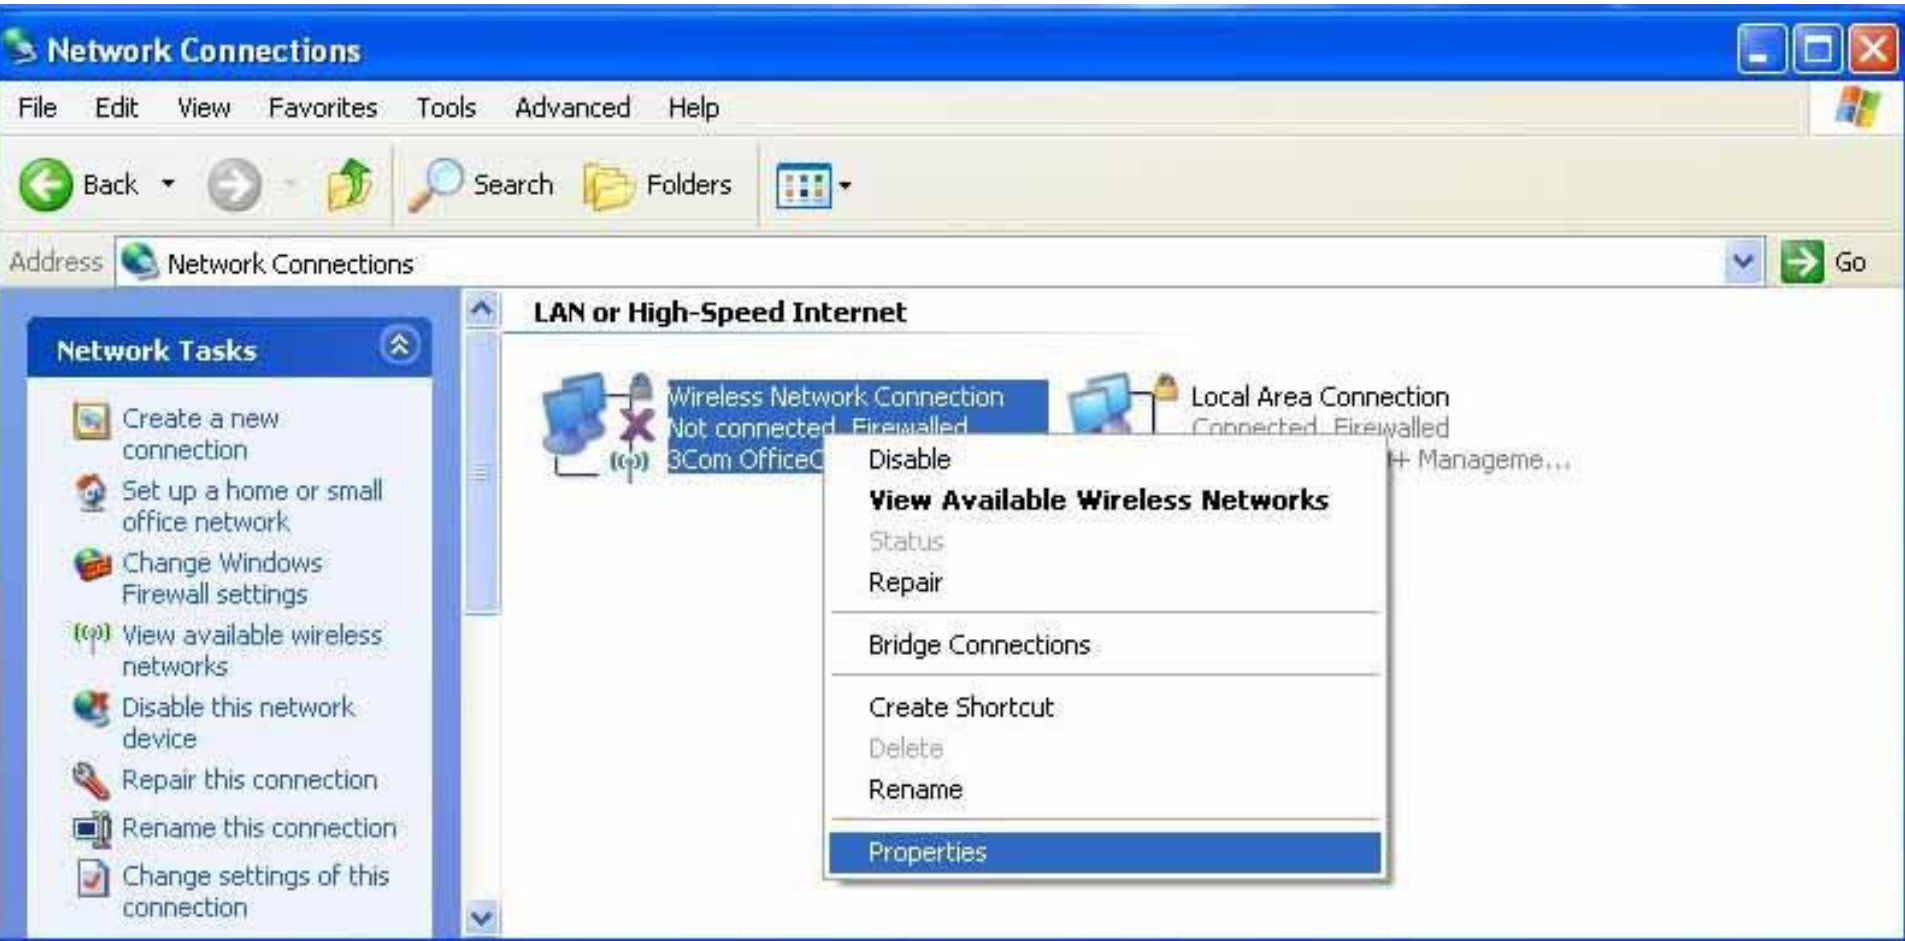 Network Connections
File Edit View Favorites Tools Advanced Help
Back Search Folders
Address Network Connections Go
Network Tasks
Create a new
connection
Set up a home or small
office network
Change Windows
Firewall settings
View available wireless
networks
Disable this network
device
Repair this connection
Rename this connection
Change settings of this
connection
LAN or High-Speed Internet
Wireless Network Connection
Not connected, Firewalled
3Com OfficeC
Local Area Connection
Connected, Firewalled
Manageme...
Disable
View Available Wireless Networks
Status
Repair
Bridge Connections
Create Shortcut
Delete
Rename
Properties